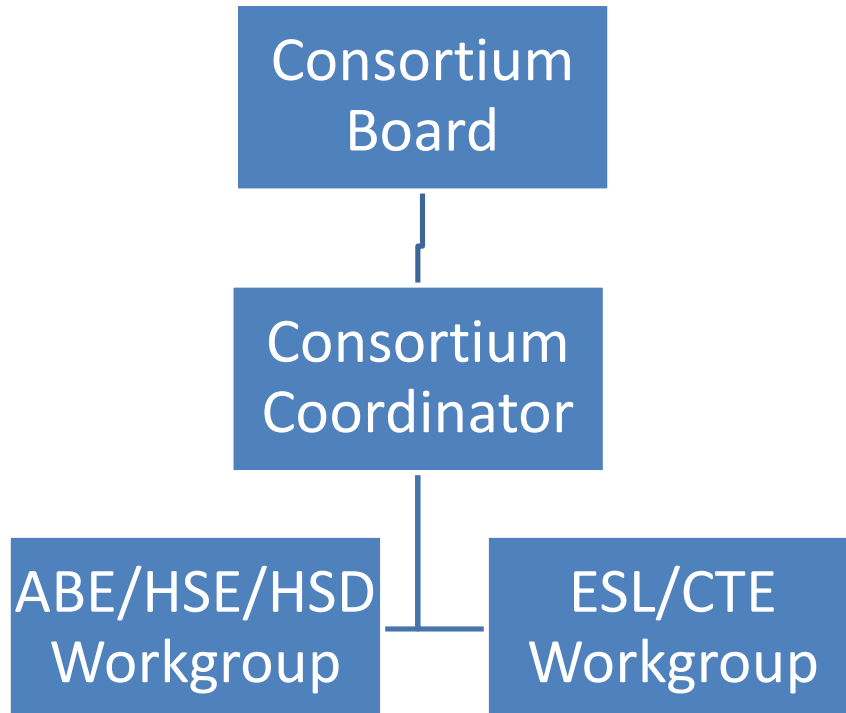 Consortium
Board
Consortium
Coordinator
ABE/HSE/HSD
Workgroup
ESL/CTE
Workgroup